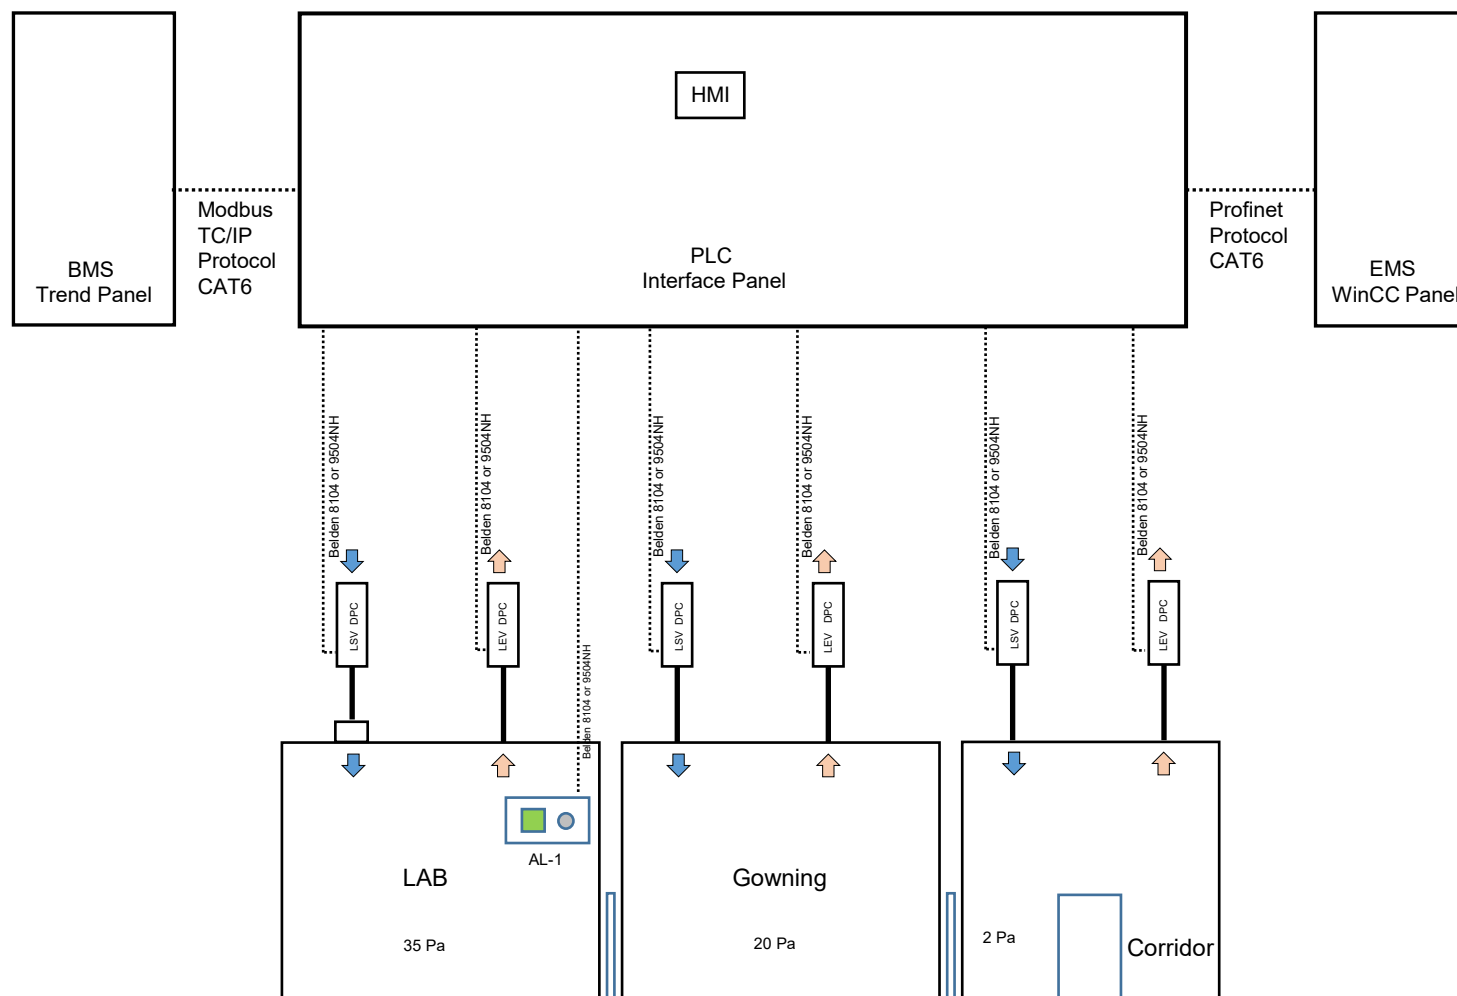 HMI
Modbus
TC/IP
Protocol
CAT6
Profinet
Protocol
CAT6
BMS
Trend Panel
PLC
Interface Panel
EMS
WinCC Panel
Belden 8104 or 9504NH
Belden 8104 or 9504NH
Belden 8104 or 9504NH
Belden 8104 or 9504NH
Belden 8104 or 9504NH
Belden 8104 or 9504NH
Belden 8104 or 9504NH
LSV DPC
LEV DPC
LSV DPC
LEV DPC
LSV DPC
LEV DPC
AL-1
LAB
35 Pa
Gowning
20 Pa
2 Pa
Corridor